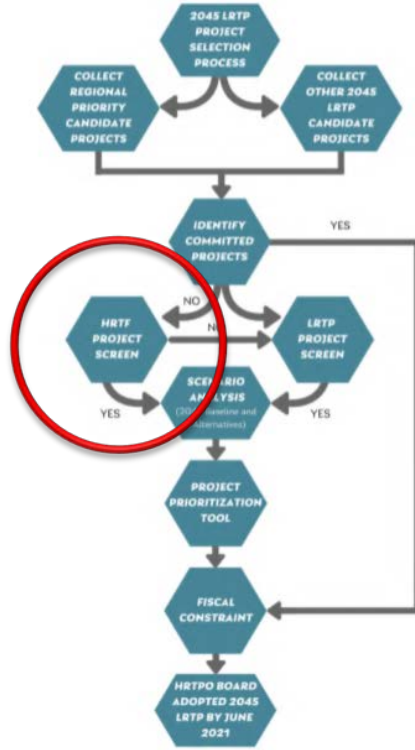 2045 LRTP
PROJECT
SELECTION
PROCESS
COLLECT
REGIONAL
PRIORITY
CANDIDATE
PROJECTS
COLLECT
OTHER 2045
LRTP
CANDIDATE
PROJECTS
IDENTIFY
COMMITTED
PROJECTS
YES
NO
HRTF
PROJECT
SCREEN
LRTP
PROJECT
SCREEN
SCENARIO
ANALYSIS
Baseline and
Alternatives)
YES
YES
PROJECT
PRIORITIZATION
TOOL
FISCAL
CONSTRAINT
HRTPO BOARD
ADOPTED 2045
LRTP BY JUNE
2021